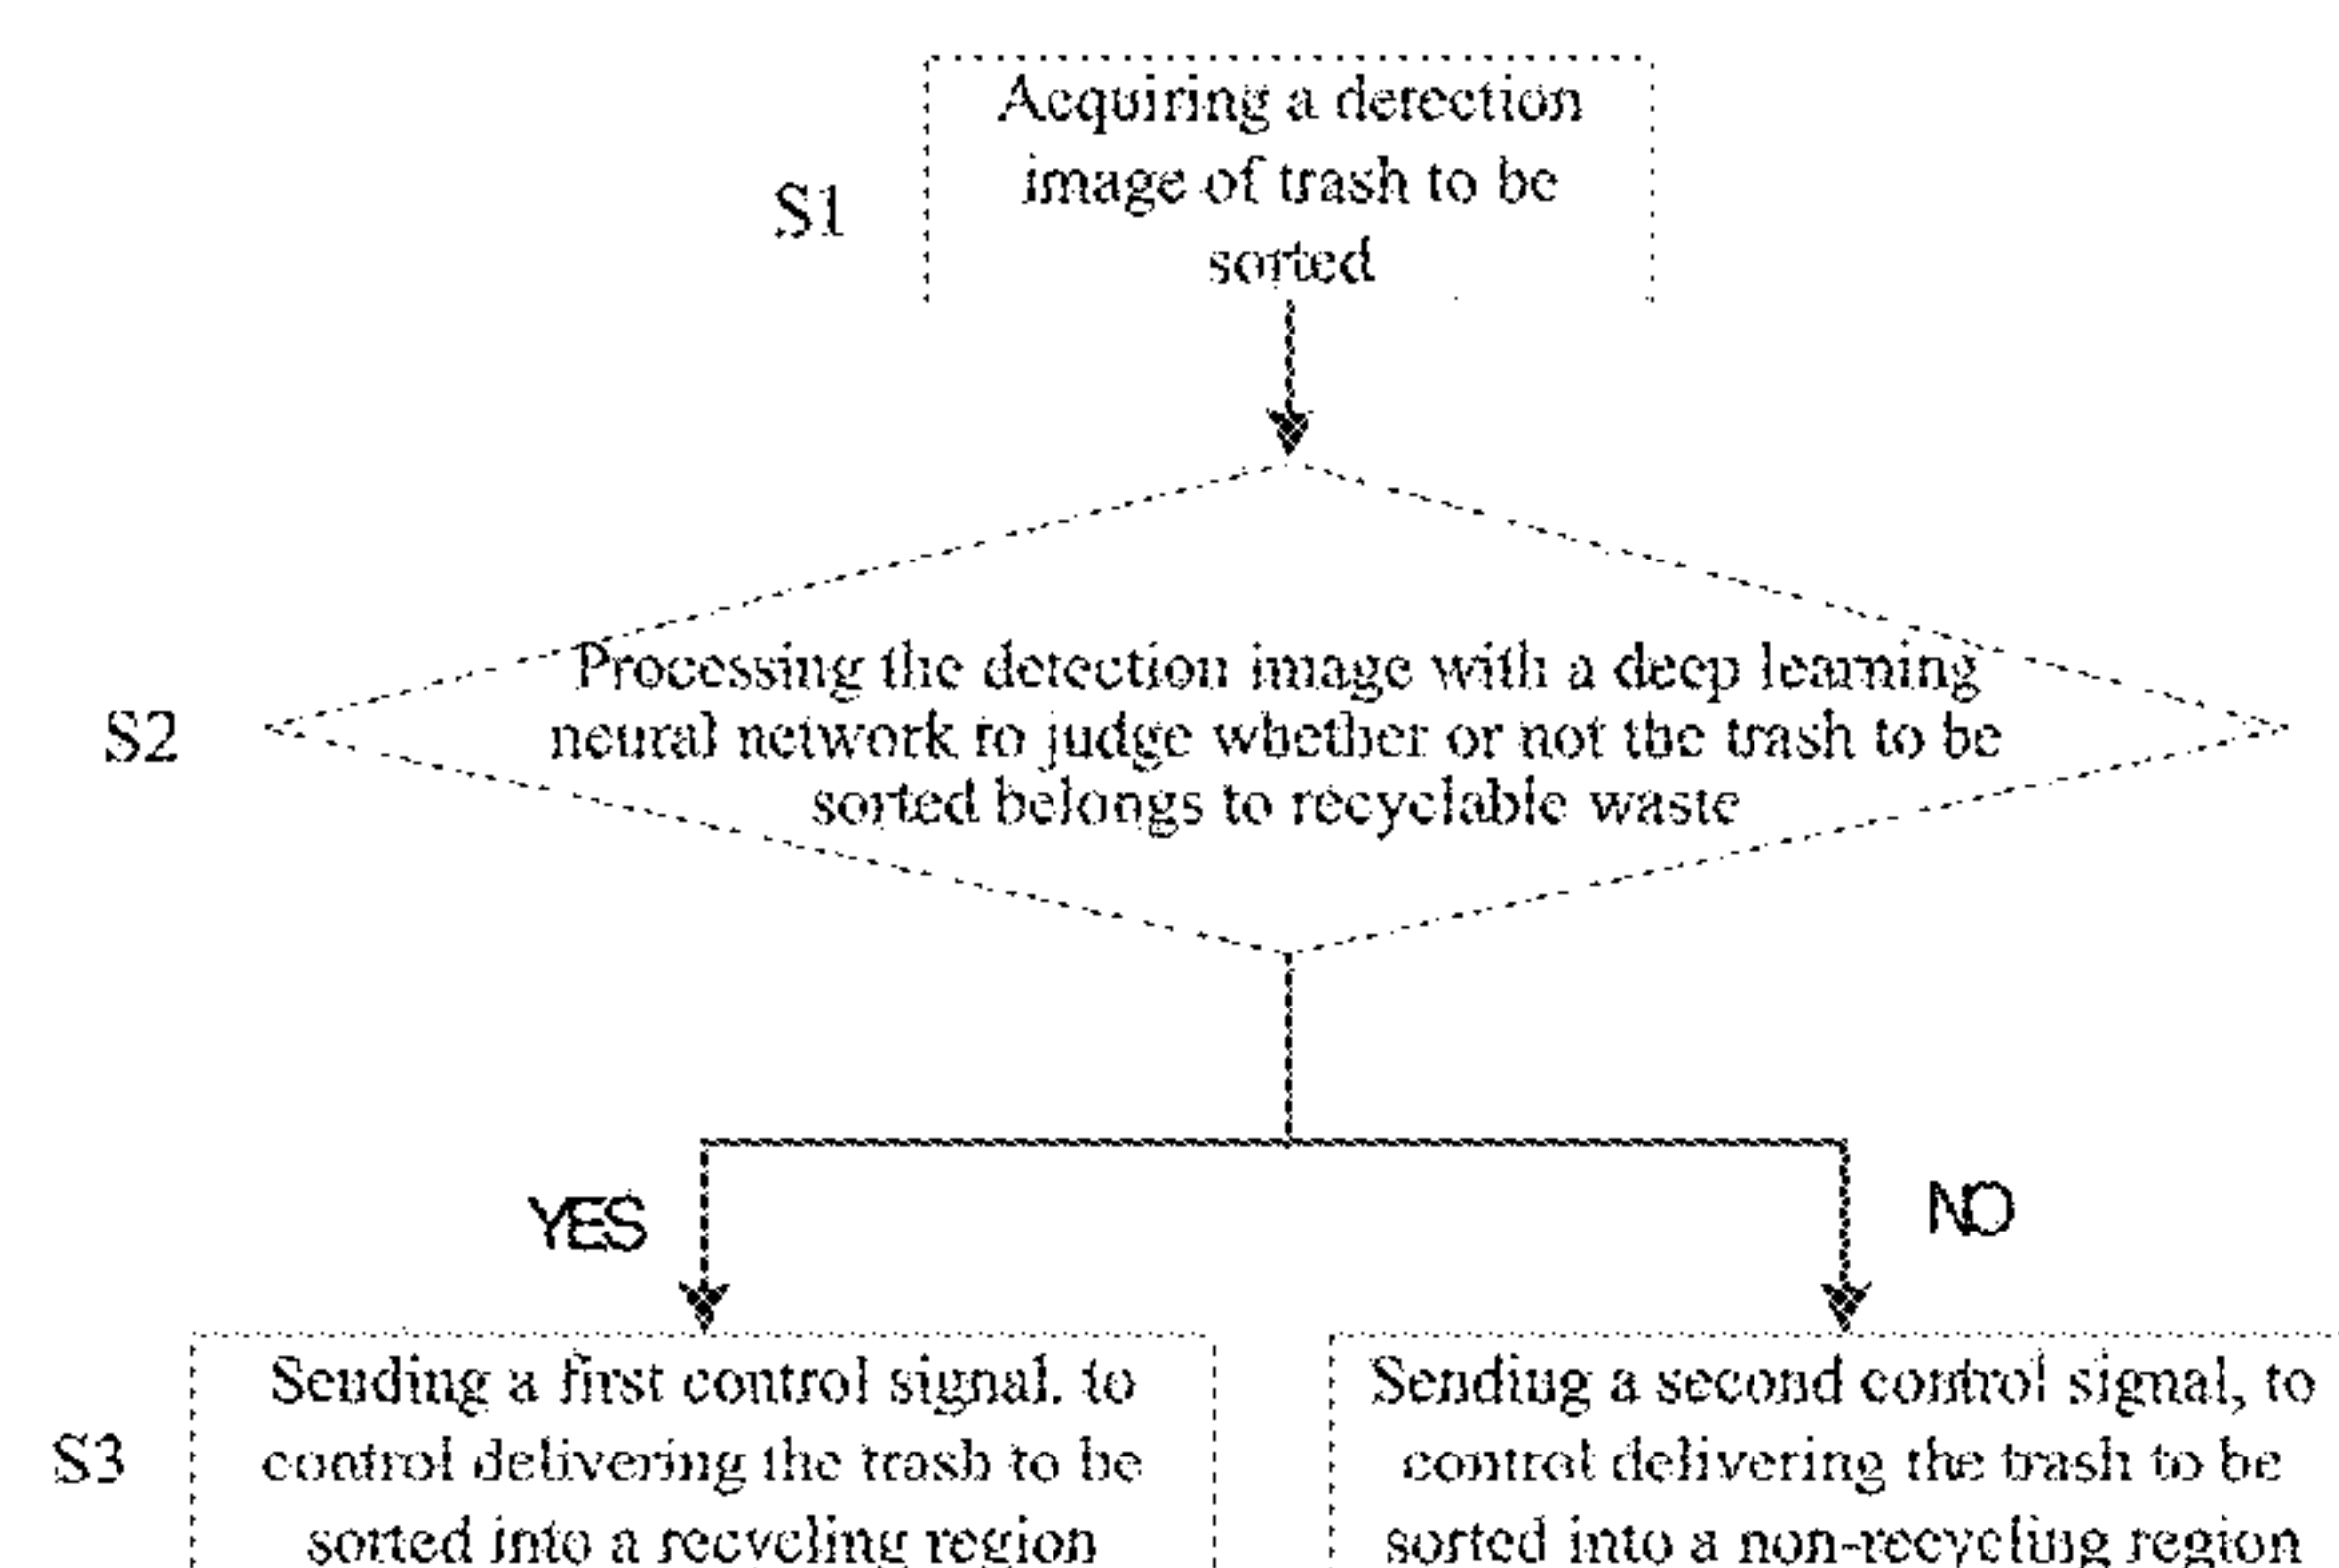 Acquiring a detection
image of trash to be
sorted
S1
Processing the detection image with a deep learning
neural network to judge whether or not the trash to be
sorted belongs to recyclable waste
S2
YES
NO
Sending a first control signal, to
control delivering the trash to be
sorted into a recycling region
S3
Sending a second control signal, to
control delivering the trash to be
sorted into a non-recycling region